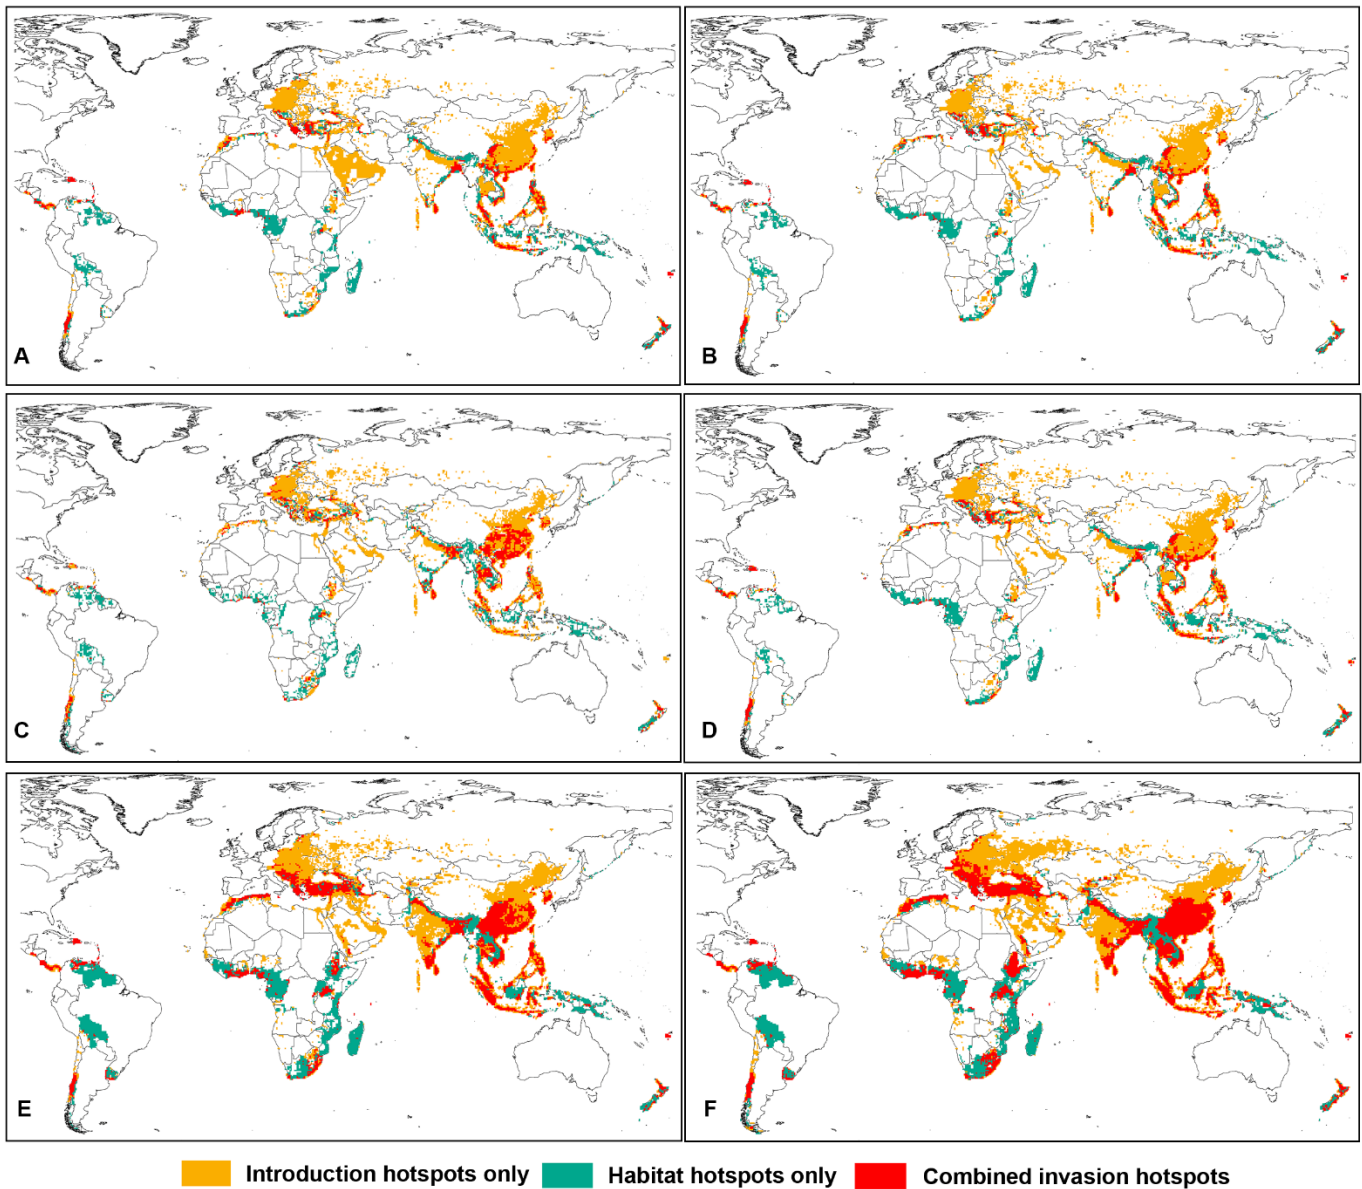 A
B
C
D
E
F
Introduction hotspots only
Habitat hotspots only
Combined invasion hotspots